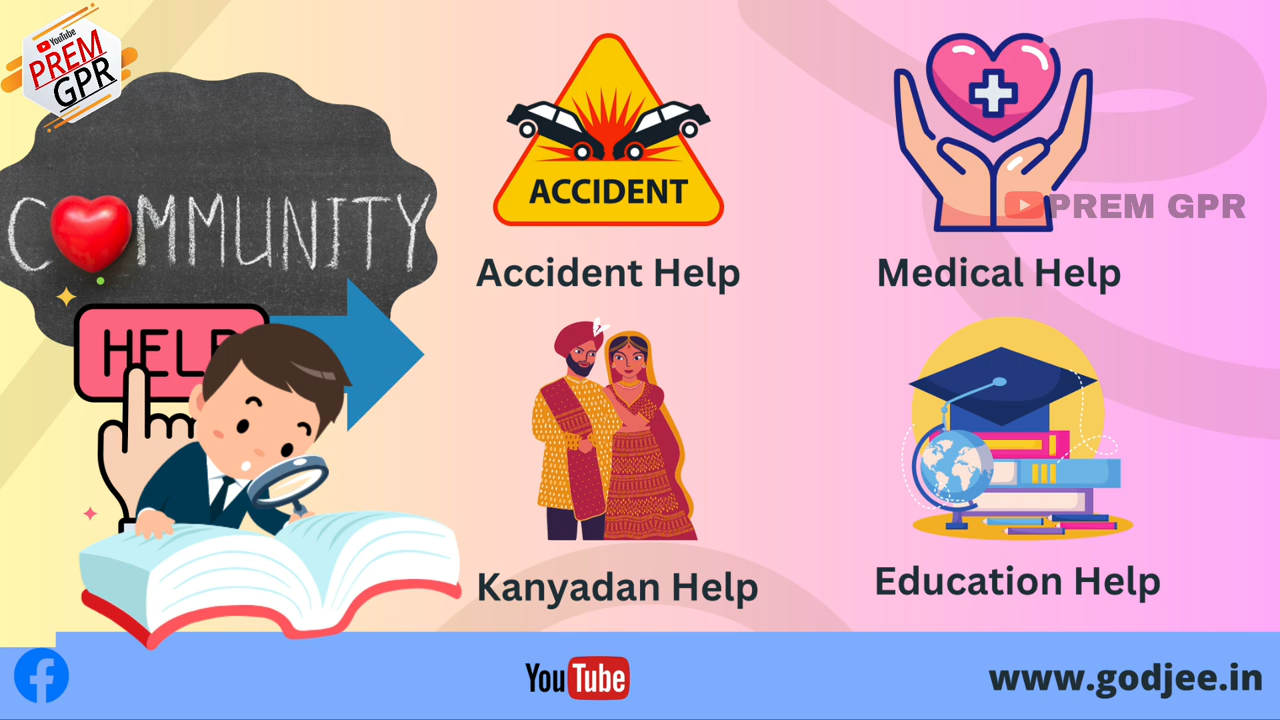 YouTube
PREM
GPR
COMMUNITY
HELP
ACCIDENT
Accident Help
PREM GPR
Medical Help
Kanyadan Help
Education Help
YouTube
www.godjee.in